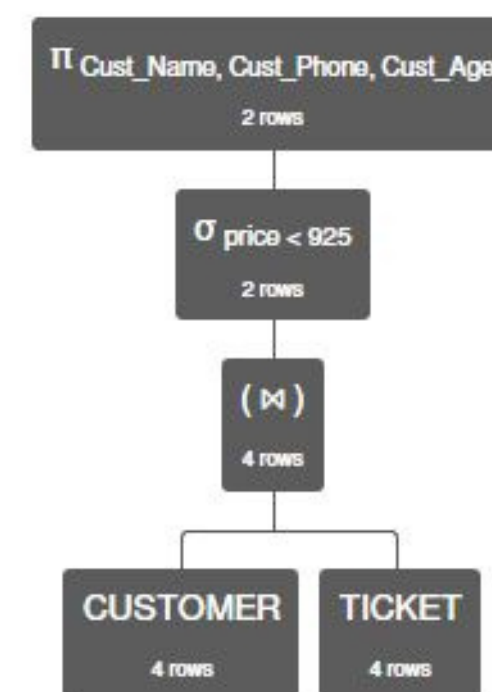 π Cust_Name, Cust_Phone, Cust_Age
2 rows
σ price < 925
2 rows
( ⋈ )
4 rows
CUSTOMER TICKET
4 rows 4 rows